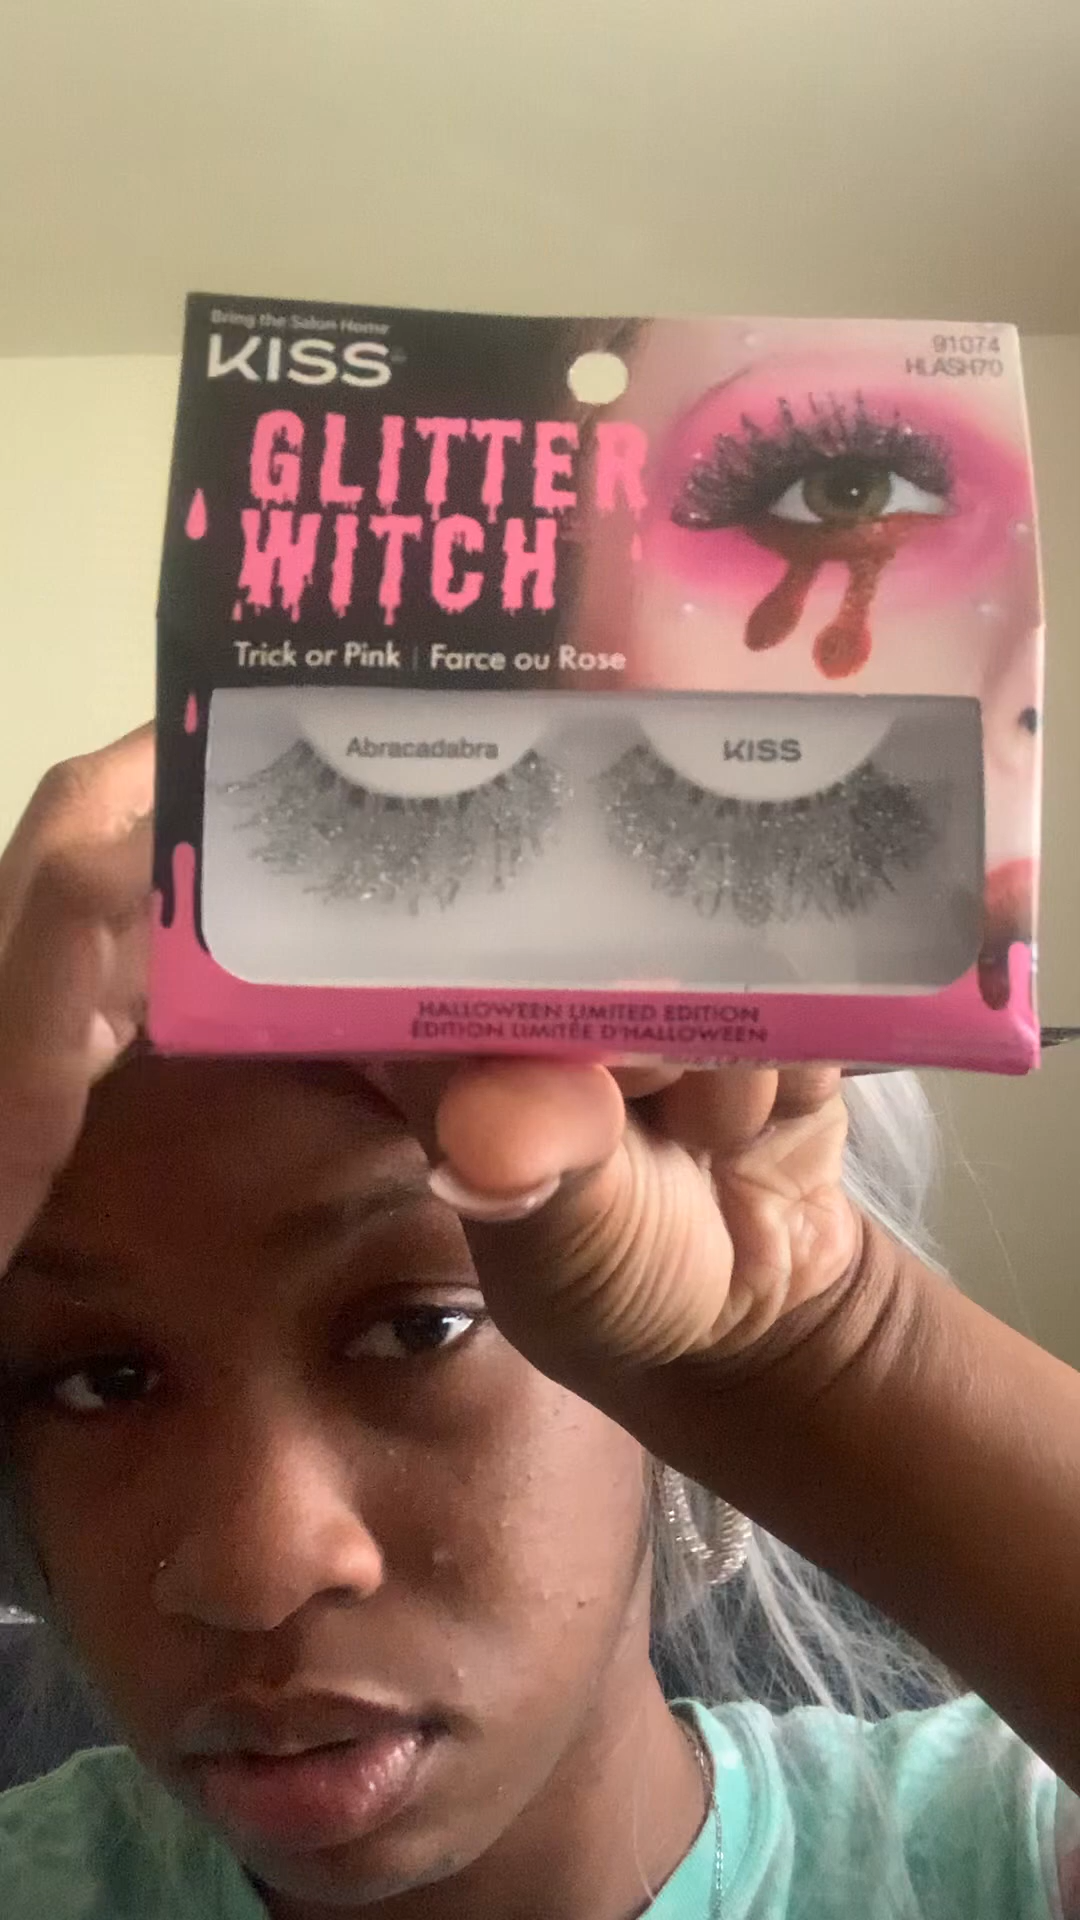 Bring the Salon Home
KISS
91074
HLASH70
GLITTER
WITCH
Trick or Pink | Farce ou Rose
Abracadabra
KISS
HALLOWEEN LIMITED EDITION
ÉDITION LIMITÉE D'HALLOWEEN